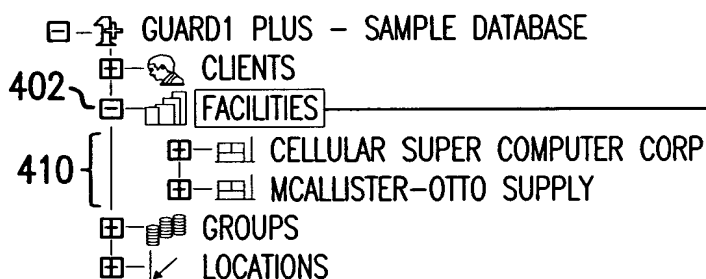 GUARD1 PLUS – SAMPLE DATABASE
CLIENTS
402 FACILITIES
CELLULAR SUPER COMPUTER CORP
410 MCALLISTER–OTTO SUPPLY
GROUPS
LOCATIONS